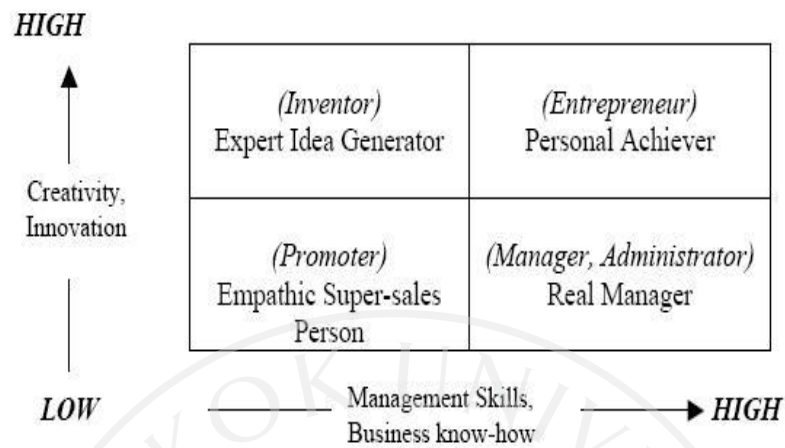 HIGH
(Inventor)
Expert Idea Generator
(Entrepreneur)
Personal Achiever
Creativity,
Innovation
(Promoter)
Empathic Super-sales
Person
(Manager, Administrator)
Real Manager
LOW
Management Skills,
Business know-how
HIGH